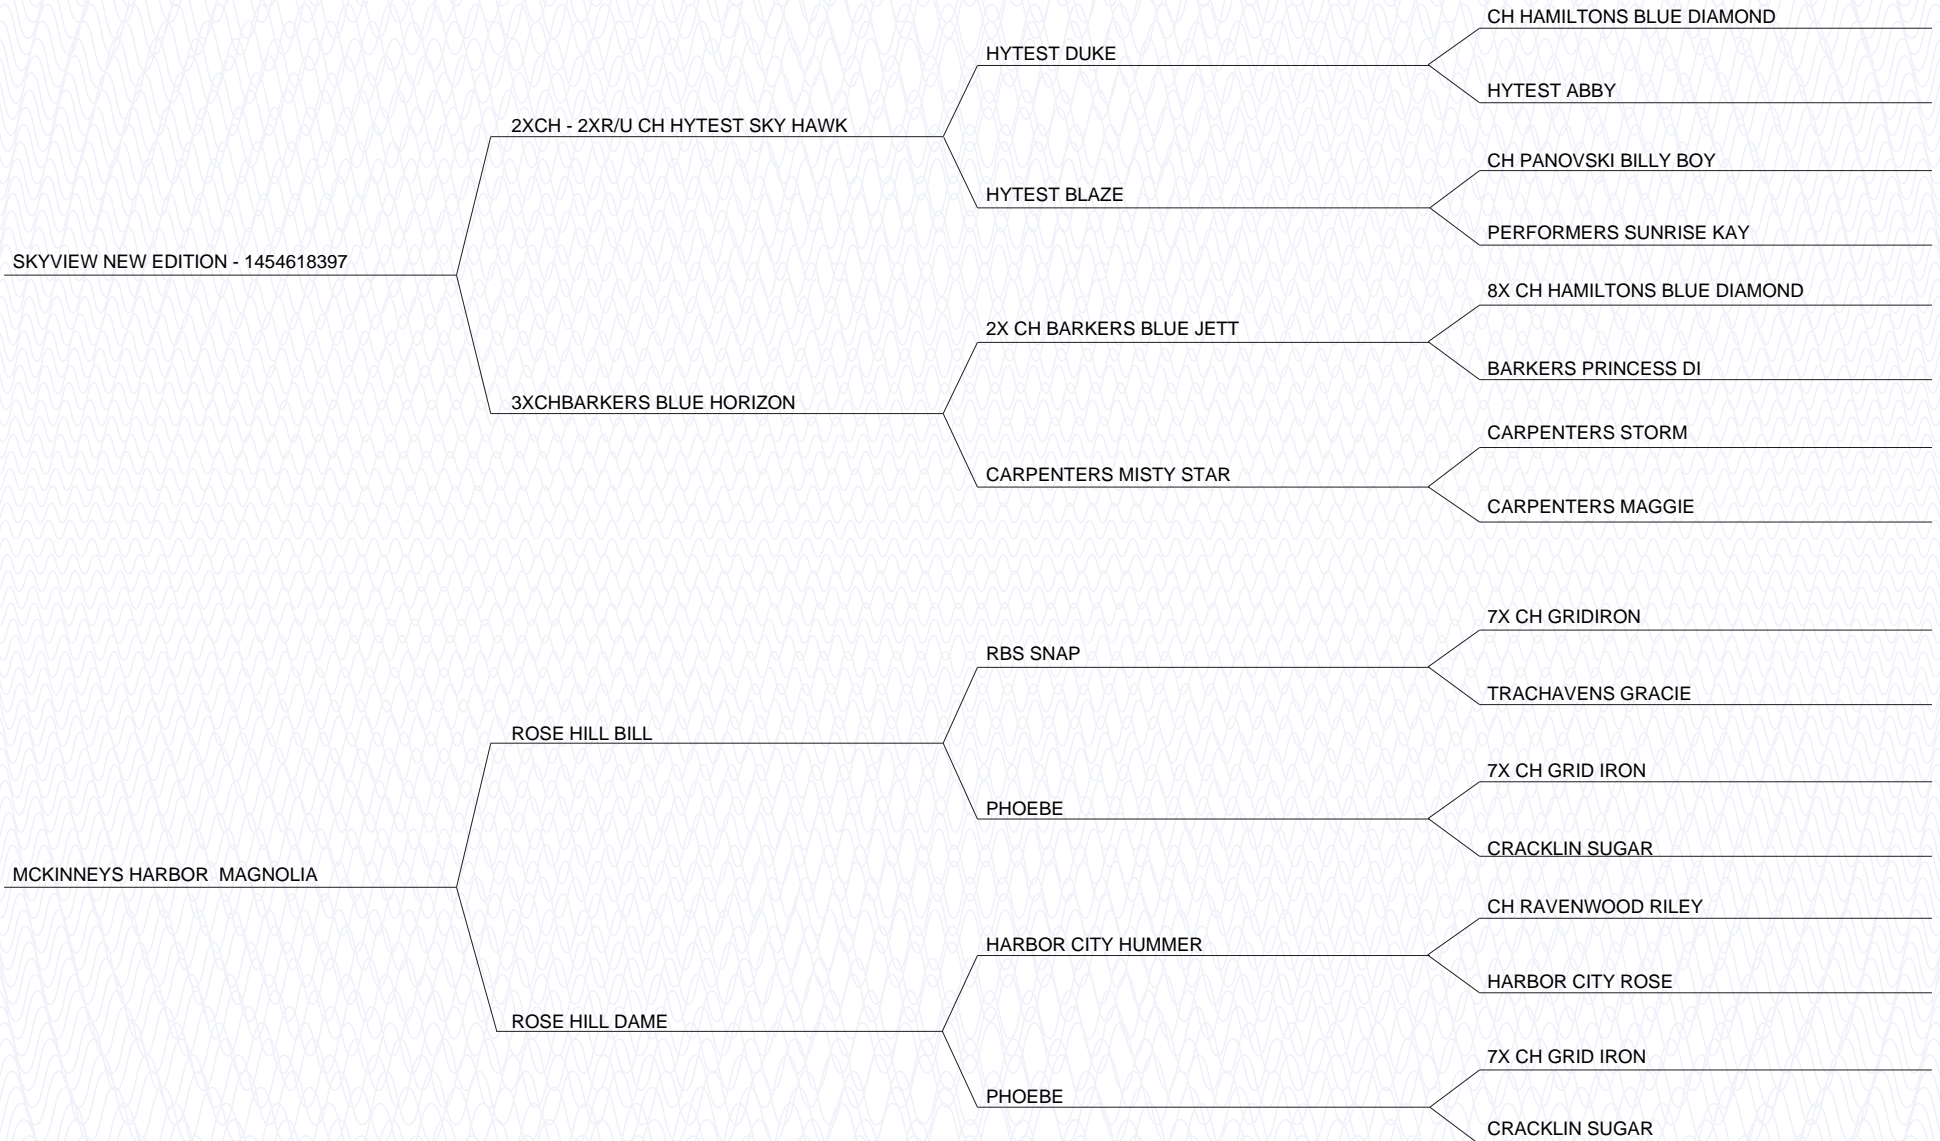 CH HAMILTONS BLUE DIAMOND
HYTEST DUKE
HYTEST ABBY
2XCH - 2XR/U CH HYTEST SKY HAWK
CH PANOVSKI BILLY BOY
HYTEST BLAZE
PERFORMERS SUNRISE KAY
SKYVIEW NEW EDITION - 1454618397
8X CH HAMILTONS BLUE DIAMOND
2X CH BARKERS BLUE JETT
BARKERS PRINCESS DI
3XCHBARKERS BLUE HORIZON
CARPENTERS STORM
CARPENTERS MISTY STAR
CARPENTERS MAGGIE
7X CH GRIDIRON
RBS SNAP
TRACHAVENS GRACIE
ROSE HILL BILL
7X CH GRID IRON
PHOEBE
CRACKLIN SUGAR
MCKINNEYS HARBOR  MAGNOLIA
CH RAVENWOOD RILEY
HARBOR CITY HUMMER
HARBOR CITY ROSE
ROSE HILL DAME
7X CH GRID IRON
PHOEBE
CRACKLIN SUGAR